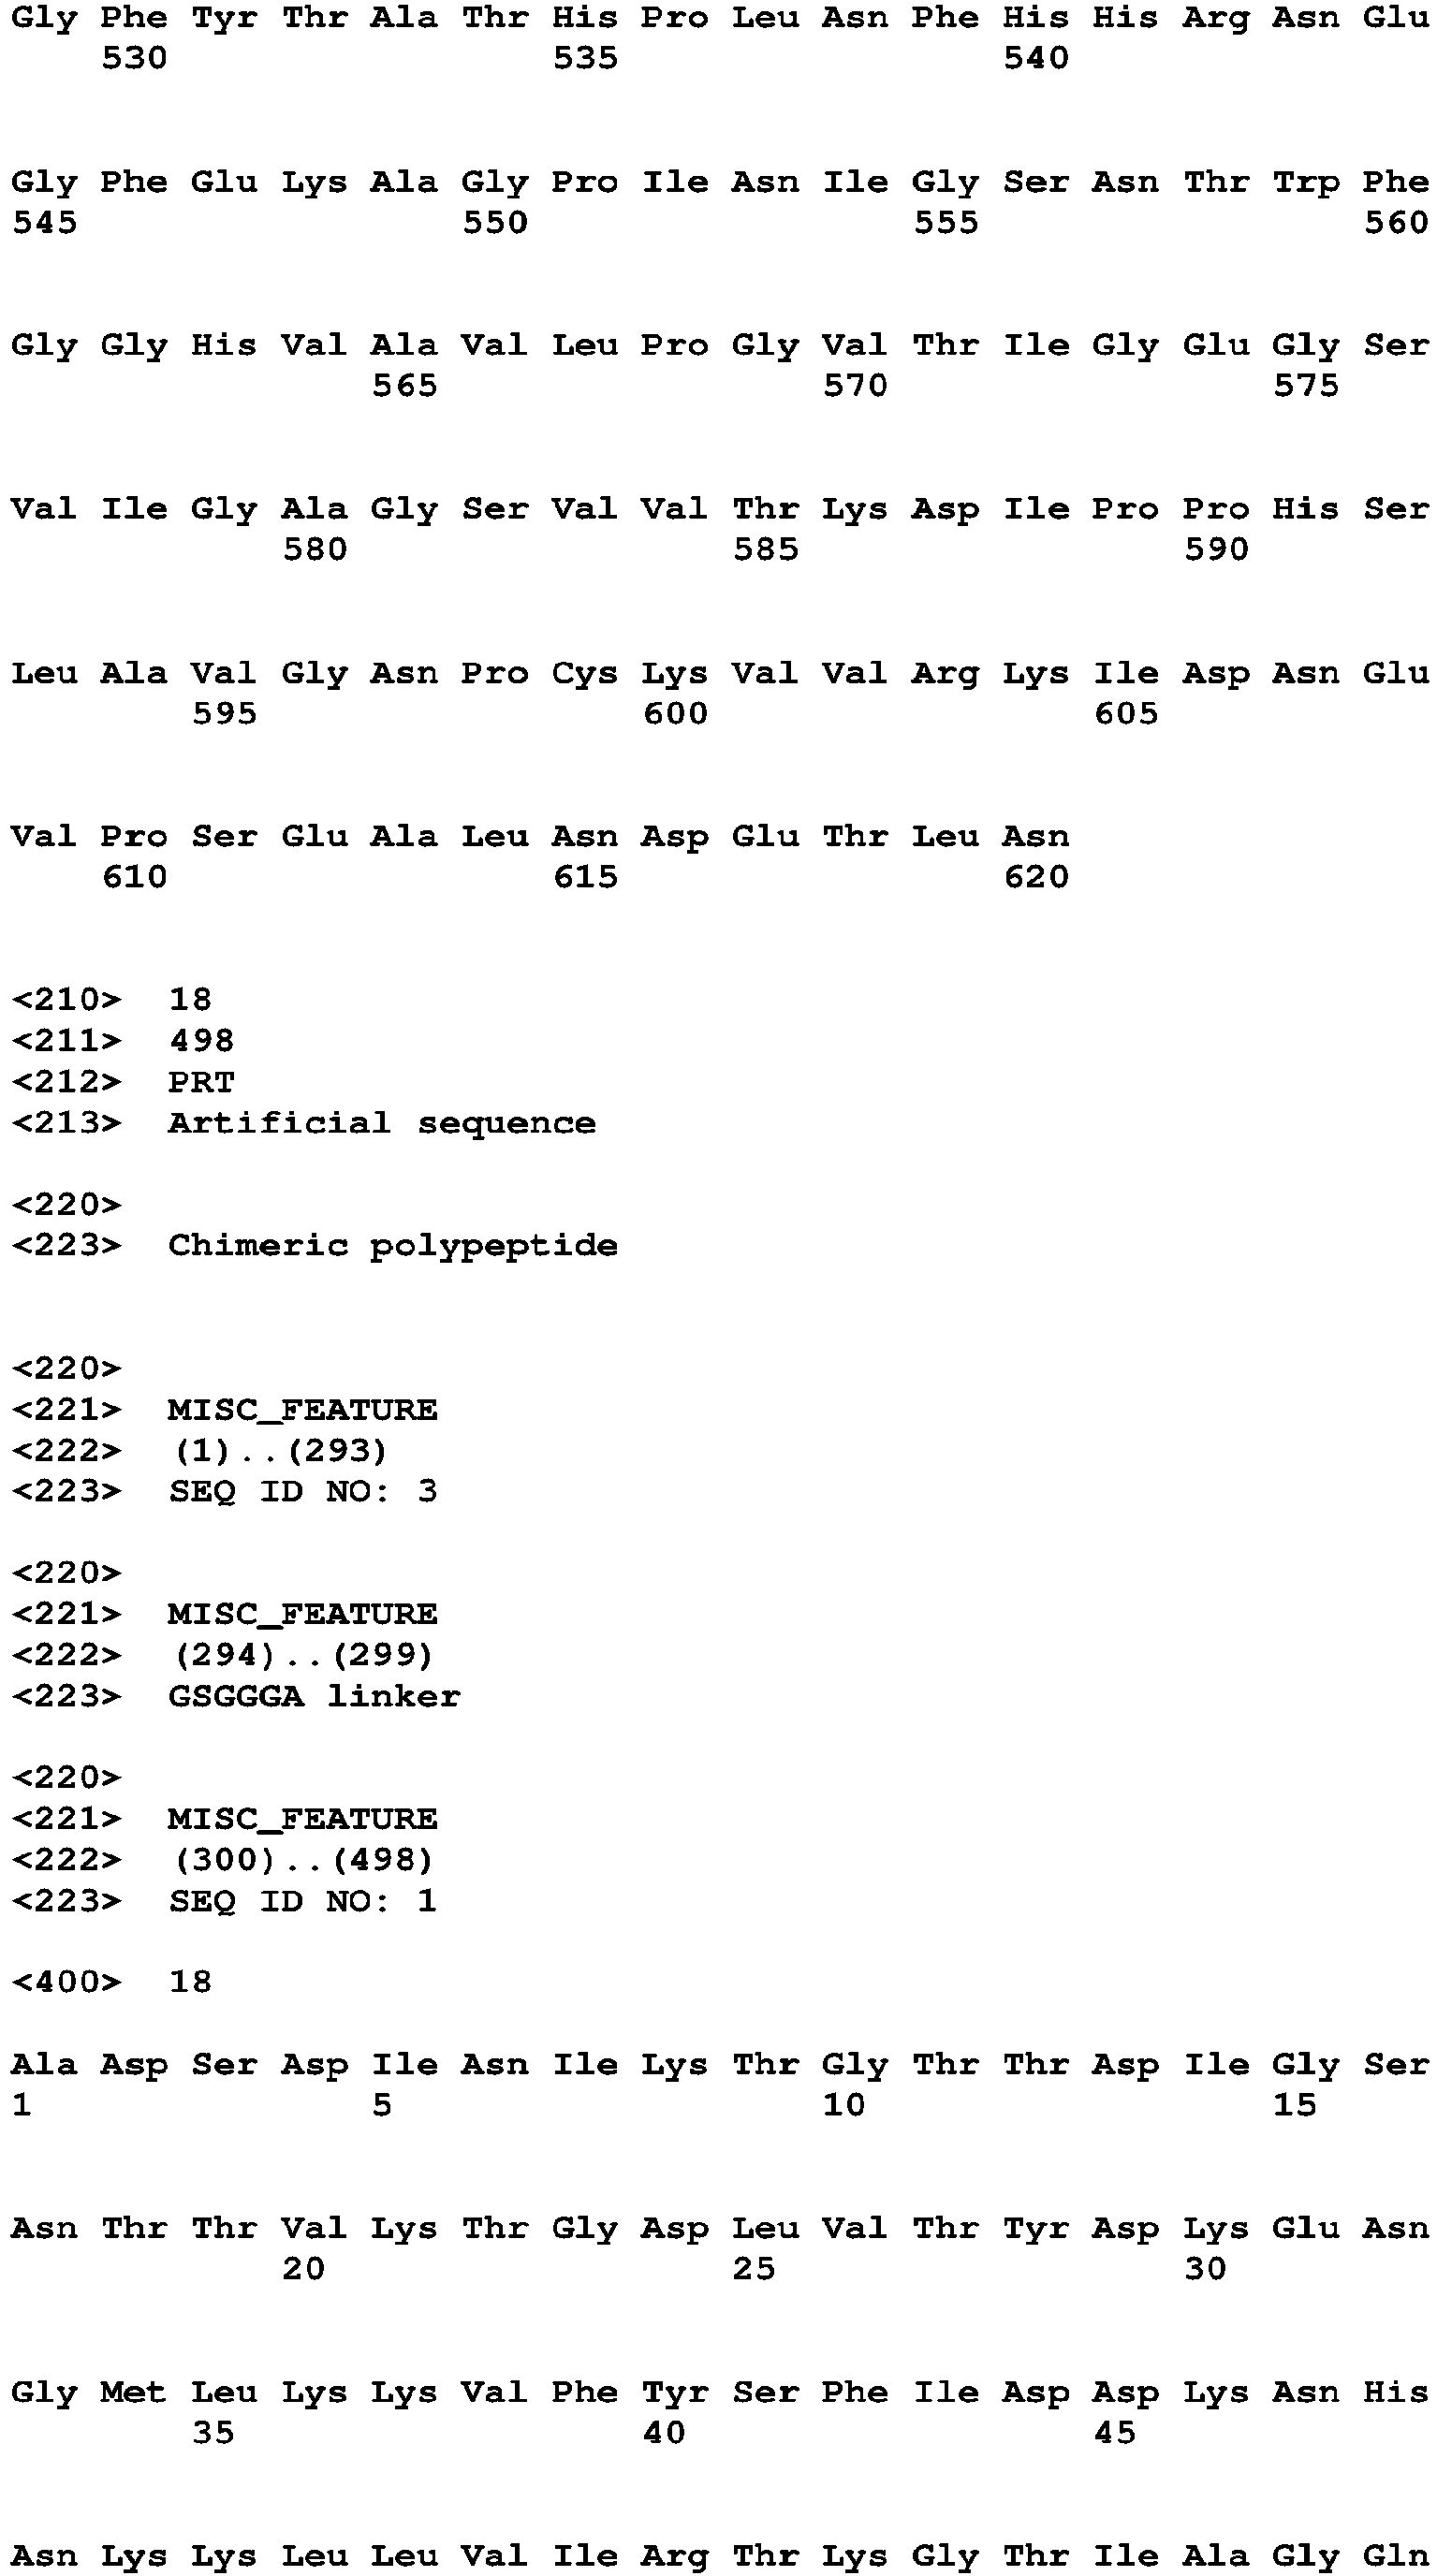 Gly Phe Tyr Thr Ala Thr His Pro Leu Asn Phe His His Arg Asn Glu
530 535 540
Gly Phe Glu Lys Ala Gly Pro Ile Asn Ile Gly Ser Asn Thr Trp Phe
545 550 555 560
Gly Gly His Val Ala Val Leu Pro Gly Val Thr Ile Gly Glu Gly Ser
565 570 575
Val Ile Gly Ala Gly Ser Val Val Thr Lys Asp Ile Pro Pro His Ser
580 585 590
Leu Ala Val Gly Asn Pro Cys Lys Val Val Arg Lys Ile Asp Asn Glu
595 600 605
Val Pro Ser Glu Ala Leu Asn Asp Glu Thr Leu Asn
610 615 620
<210> 18
<211> 498
<212> PRT
<213> Artificial sequence
<220>
<223> Chimeric polypeptide
<220>
<221> MISC_FEATURE
<222> (1)..(293)
<223> SEQ ID NO: 3
<220>
<221> MISC_FEATURE
<222> (294)..(299)
<223> GSGGGA linker
<220>
<221> MISC_FEATURE
<222> (300)..(498)
<223> SEQ ID NO: 1
<400> 18
Ala Asp Ser Asp Ile Asn Ile Lys Thr Gly Thr Thr Asp Ile Gly Ser
1 5 10 15
Asn Thr Thr Val Lys Thr Gly Asp Leu Val Thr Tyr Asp Lys Glu Asn
20 25 30
Gly Met Leu Lys Lys Val Phe Tyr Ser Phe Ile Asp Asp Lys Asn His
35 40 45
Asn Lys Lys Leu Leu Val Ile Arg Thr Lys Gly Thr Ile Ala Gly Gln